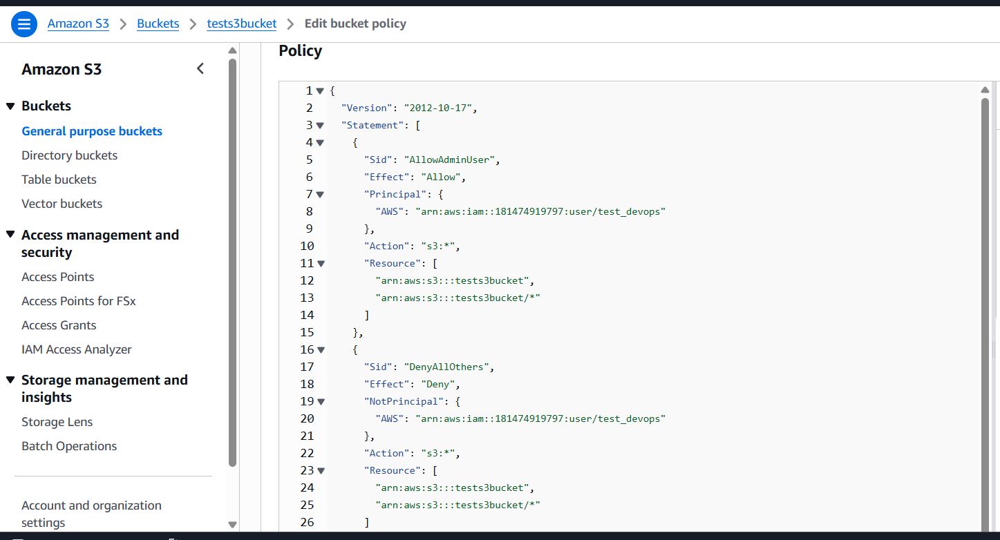 Amazon S3 > Buckets > tests3bucket > Edit bucket policy
Amazon S3
Buckets
General purpose buckets
Directory buckets
Table buckets
Vector buckets
Access management and
security
Access Points
Access Points for FSx
Access Grants
IAM Access Analyzer
Storage management and
insights
Storage Lens
Batch Operations
Account and organization
settings
Policy
1 {
2 "Version": "2012-10-17",
3 "Statement": [
4 {
5 "Sid": "AllowAdminUser",
6 "Effect": "Allow",
7 "Principal": {
8 "AWS": "arn:aws:iam::181474919797:user/test_devops"
9 },
10 "Action": "s3:*",
11 "Resource": [
12 "arn:aws:s3:::tests3bucket",
13 "arn:aws:s3:::tests3bucket/*"
14 ]
15 },
16 {
17 "Sid": "DenyAllOthers",
18 "Effect": "Deny",
19 "NotPrincipal": {
20 "AWS": "arn:aws:iam::181474919797:user/test_devops"
21 },
22 "Action": "s3:*",
23 "Resource": [
24 "arn:aws:s3:::tests3bucket",
25 "arn:aws:s3:::tests3bucket/*"
26 ]